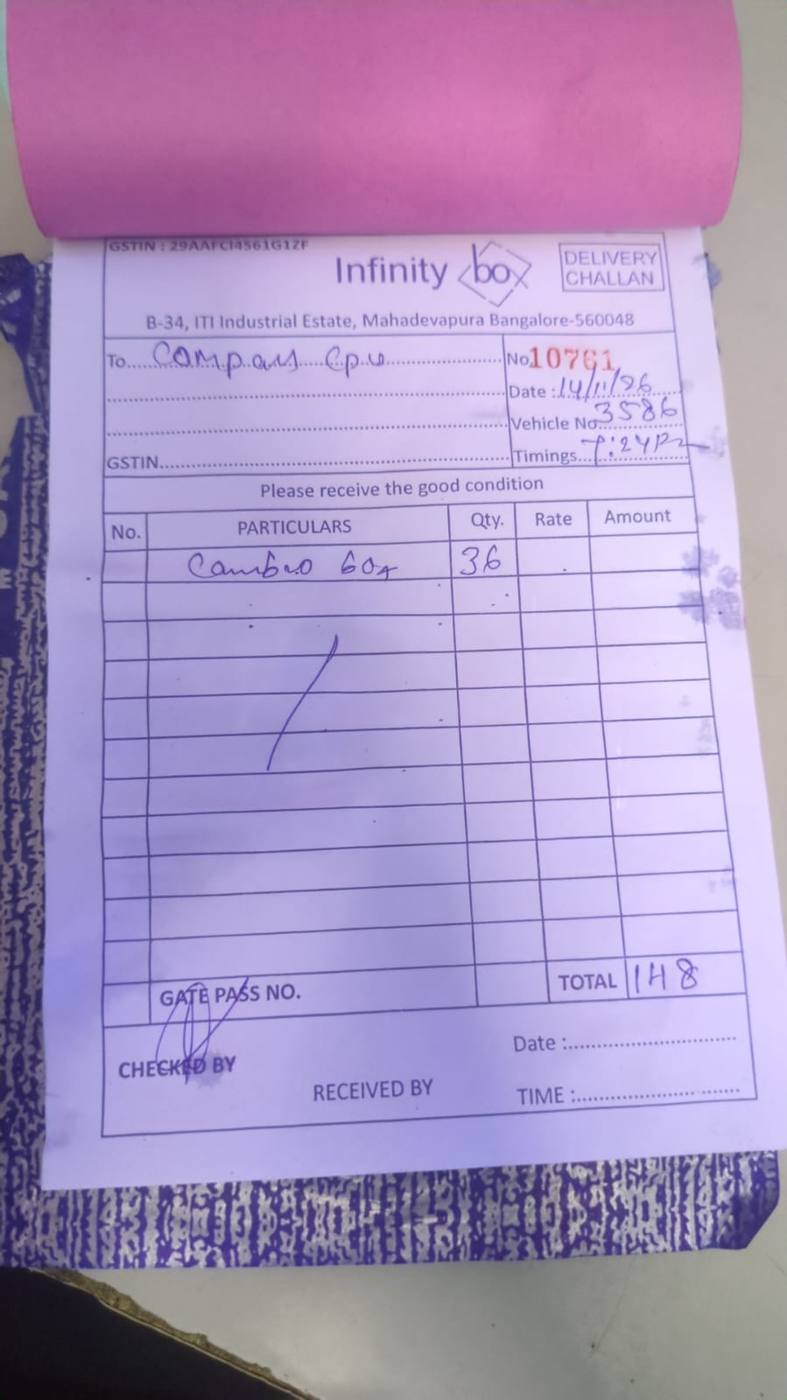 GSTIN : 29AAFCI4561G1ZF
Infinity box
DELIVERY CHALLAN
B-34, ITI Industrial Estate, Mahadevapura Bangalore-560048
To Compass Cpu
No 10761
Date : 14/11/26
Vehicle No. 3586
GSTIN
Timings 7:24P
Please receive the good condition
No. PARTICULARS Qty. Rate Amount
Cambro box 36
GATE PASS NO. TOTAL 148
CHECKED BY
Date :
RECEIVED BY
TIME :